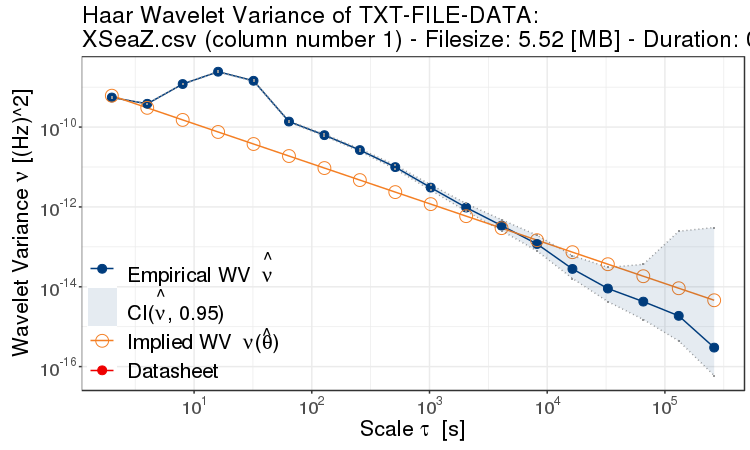 Haar Wavelet Variance of TXT-FILE-DATA:
XSeaZ.csv (column number 1) - Filesize: 5.52 [MB] - Duration: 0
Wavelet Variance ν [(Hz)^2]
10^-10
10^-12
10^-14
10^-16
Empirical WV ν̂
CI(ν̂, 0.95)
Implied WV ν(θ̂)
Datasheet
10^1 10^2 10^3 10^4 10^5
Scale τ [s]